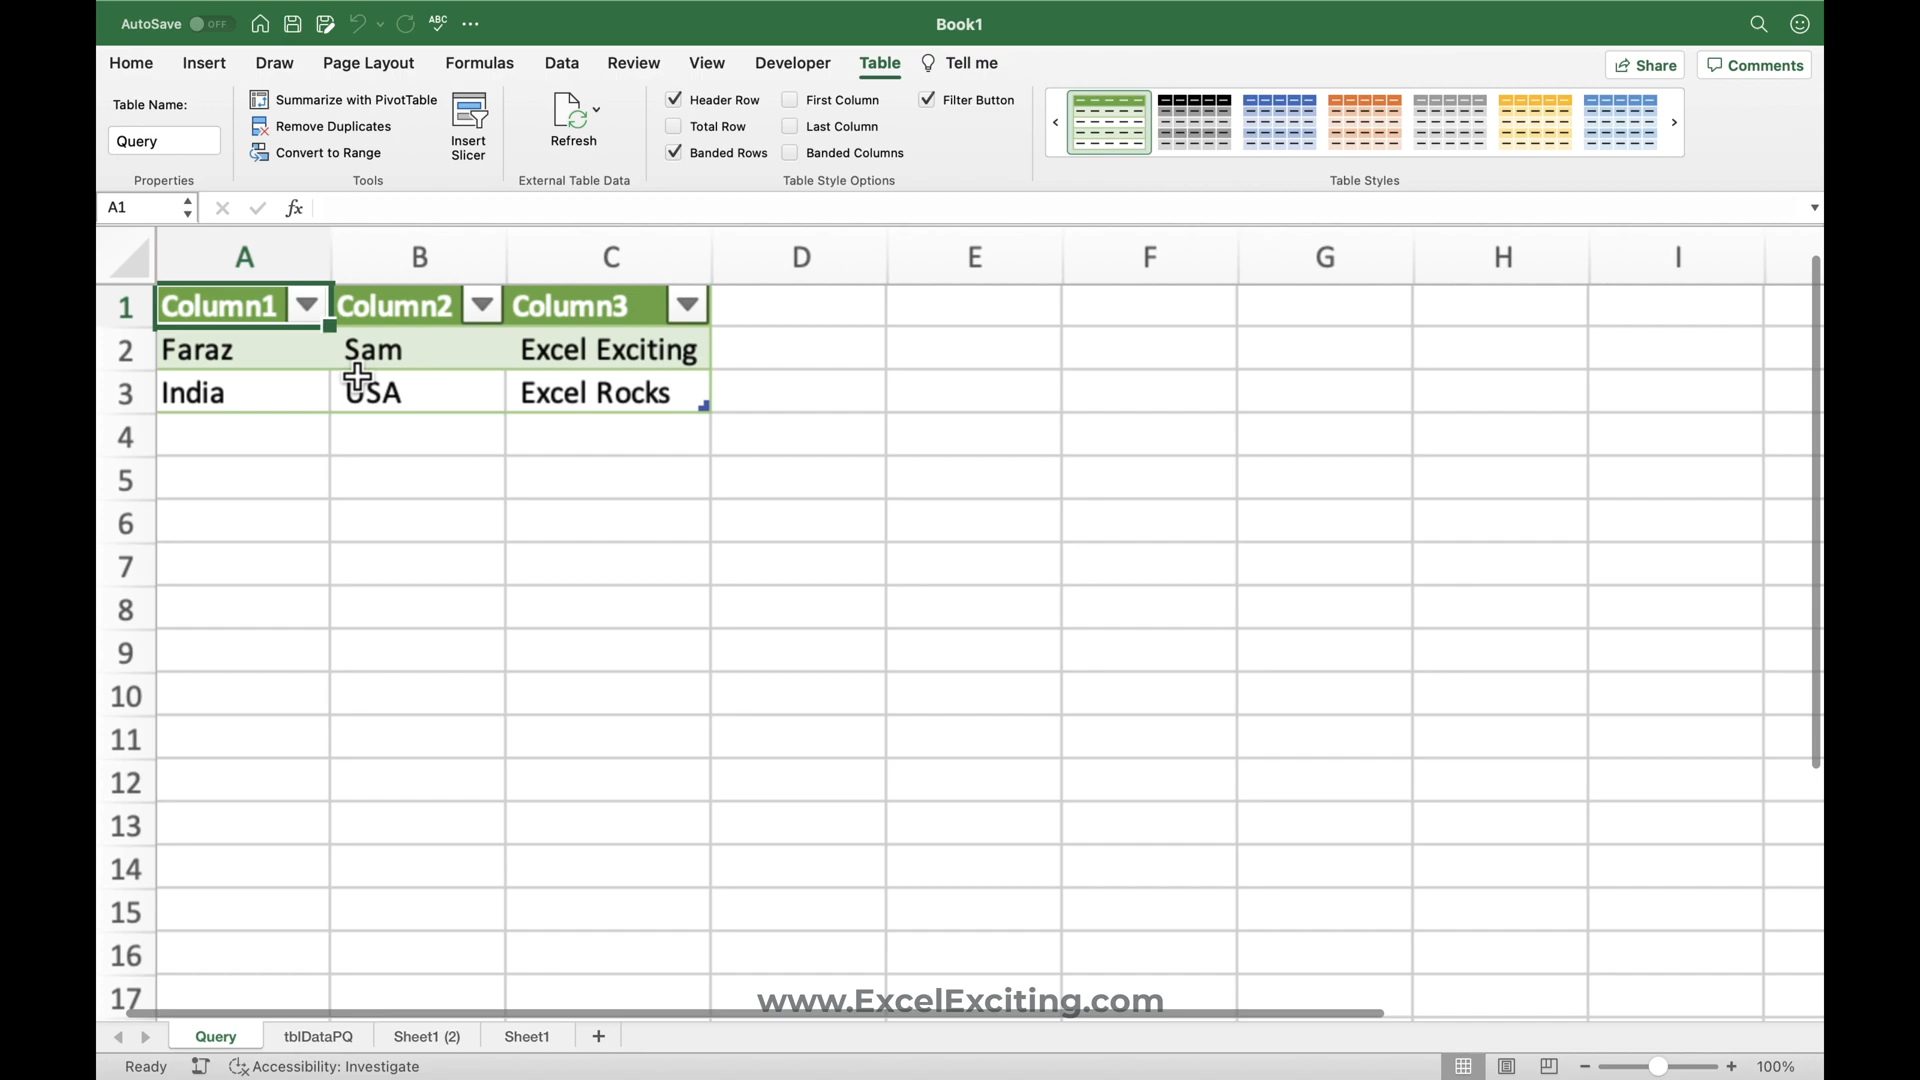 AutoSave OFF ABC Book1
Home Insert Draw Page Layout Formulas Data Review View Developer Table Tell me Share Comments
Table Name:
Query
Properties
Summarize with PivotTable
Remove Duplicates
Convert to Range
Insert
Slicer
Tools
Refresh
External Table Data
Header Row First Column Filter Button
Total Row Last Column
Banded Rows Banded Columns
Table Style Options
Table Styles
A1 fx
A B C D E F G H I
1 Column1 Column2 Column3
2 Faraz Sam Excel Exciting
3 India USA Excel Rocks
4
5
6
7
8
9
10
11
12
13
14
15
16
17
www.ExcelExciting.com
Query tblDataPQ Sheet1 (2) Sheet1 +
Ready Accessibility: Investigate 100%